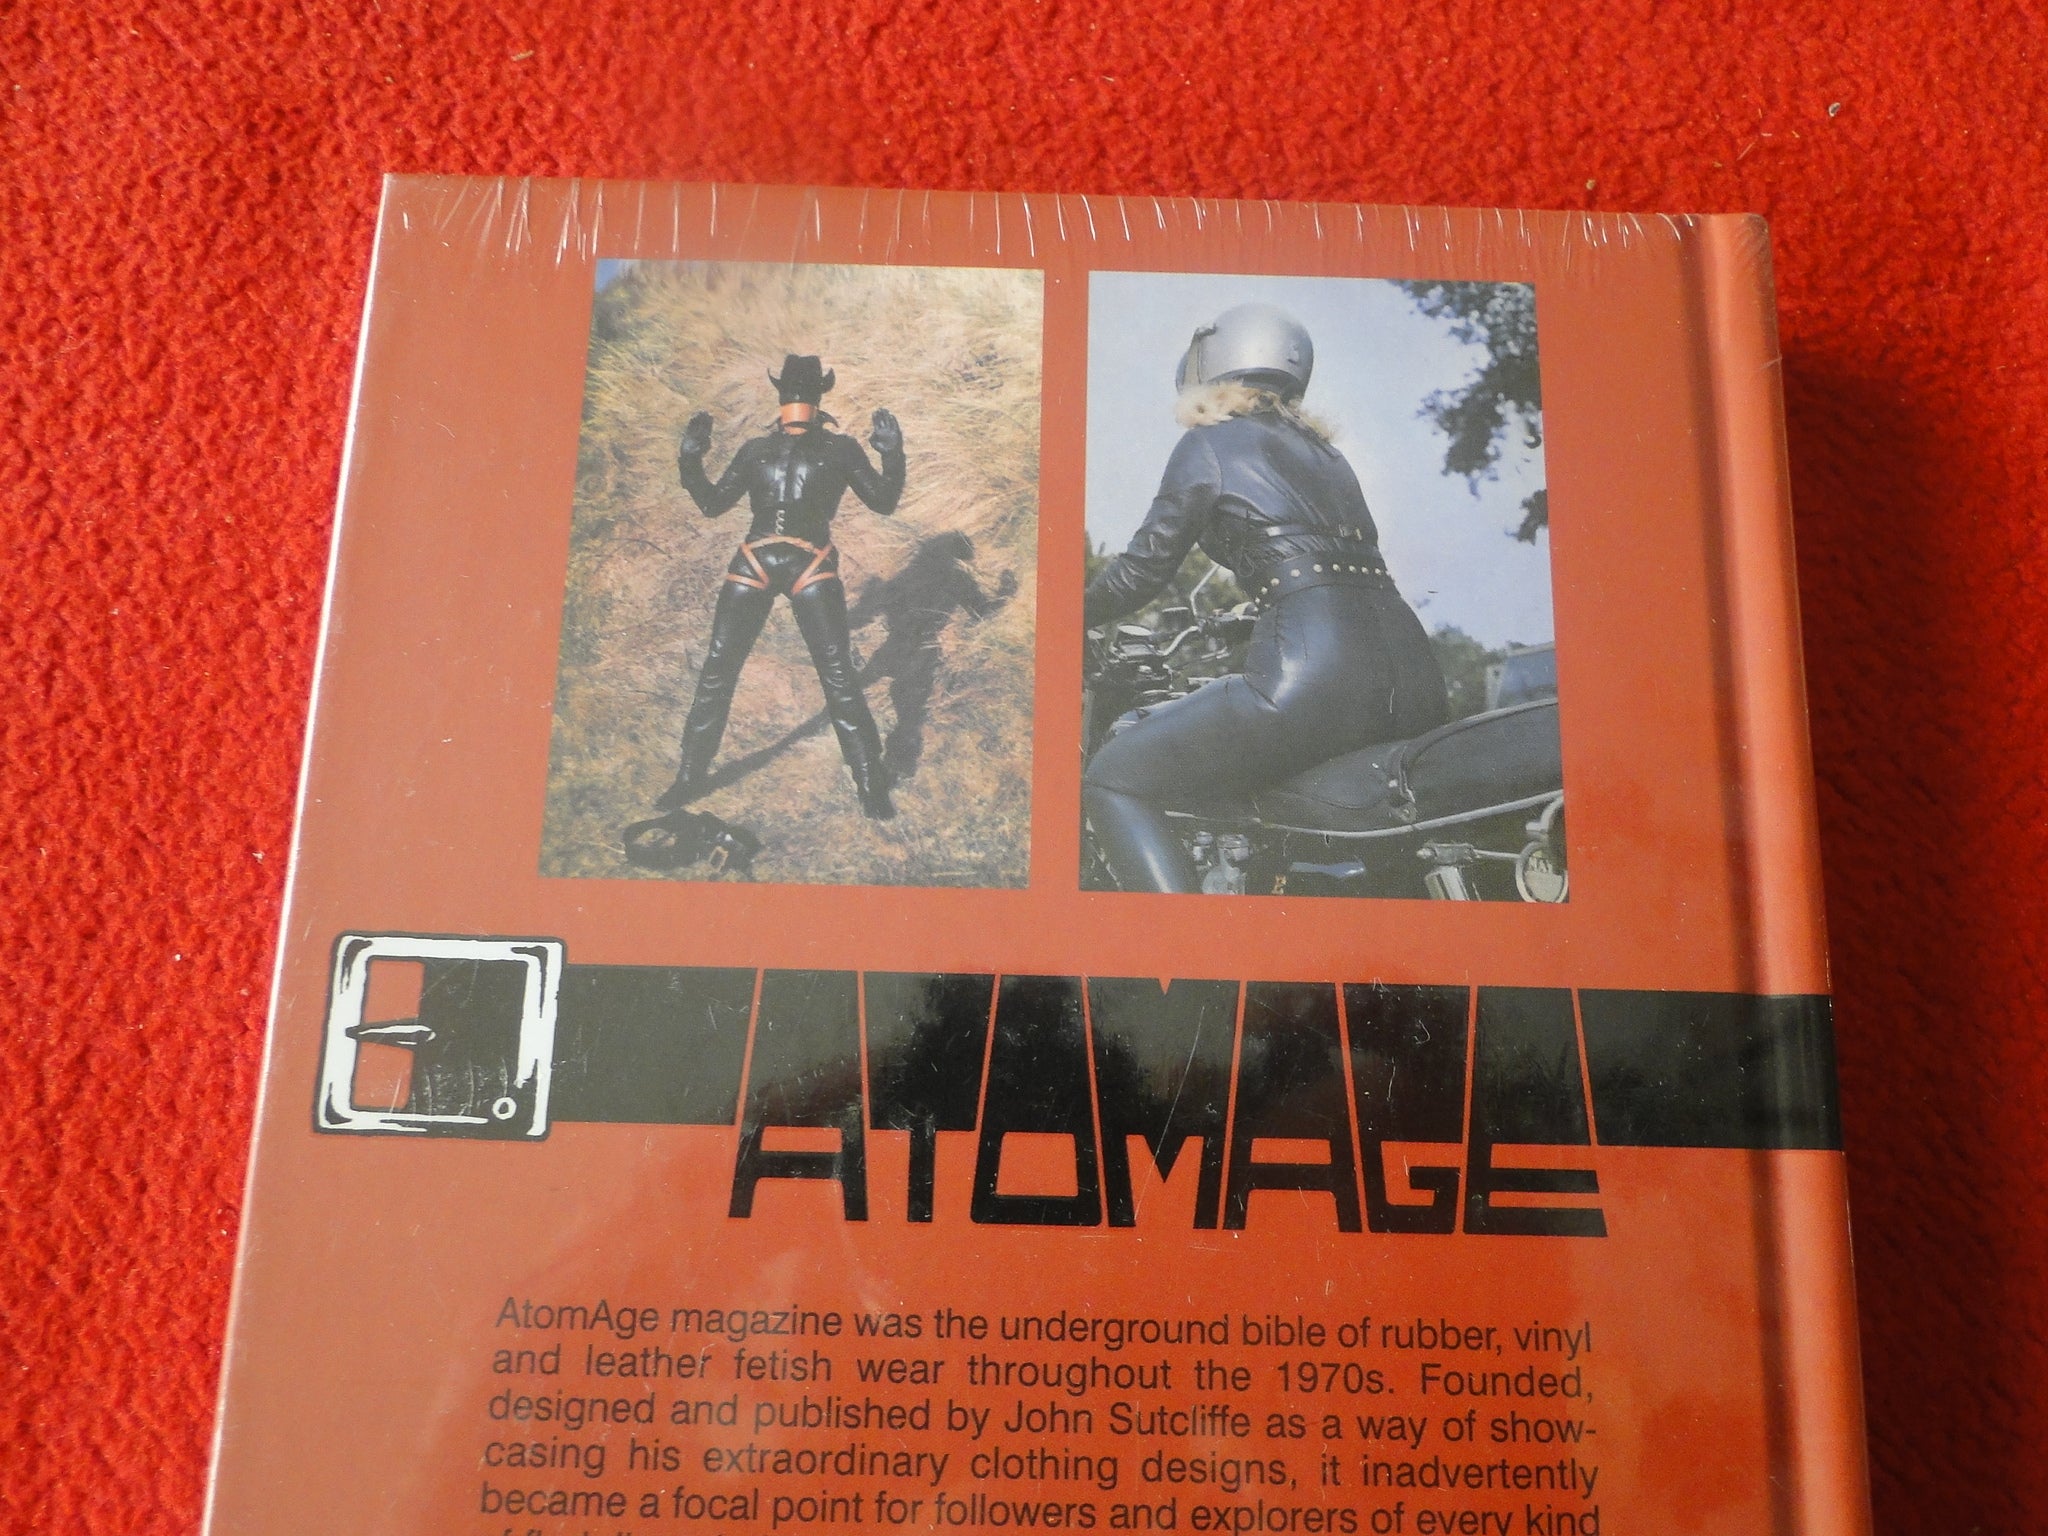 ATOMAGE
AtomAge magazine was the underground bible of rubber, vinyl
and leather fetish wear throughout the 1970s. Founded,
designed and published by John Sutcliffe as a way of show-
casing his extraordinary clothing designs, it inadvertently
became a focal point for followers and explorers of every kind